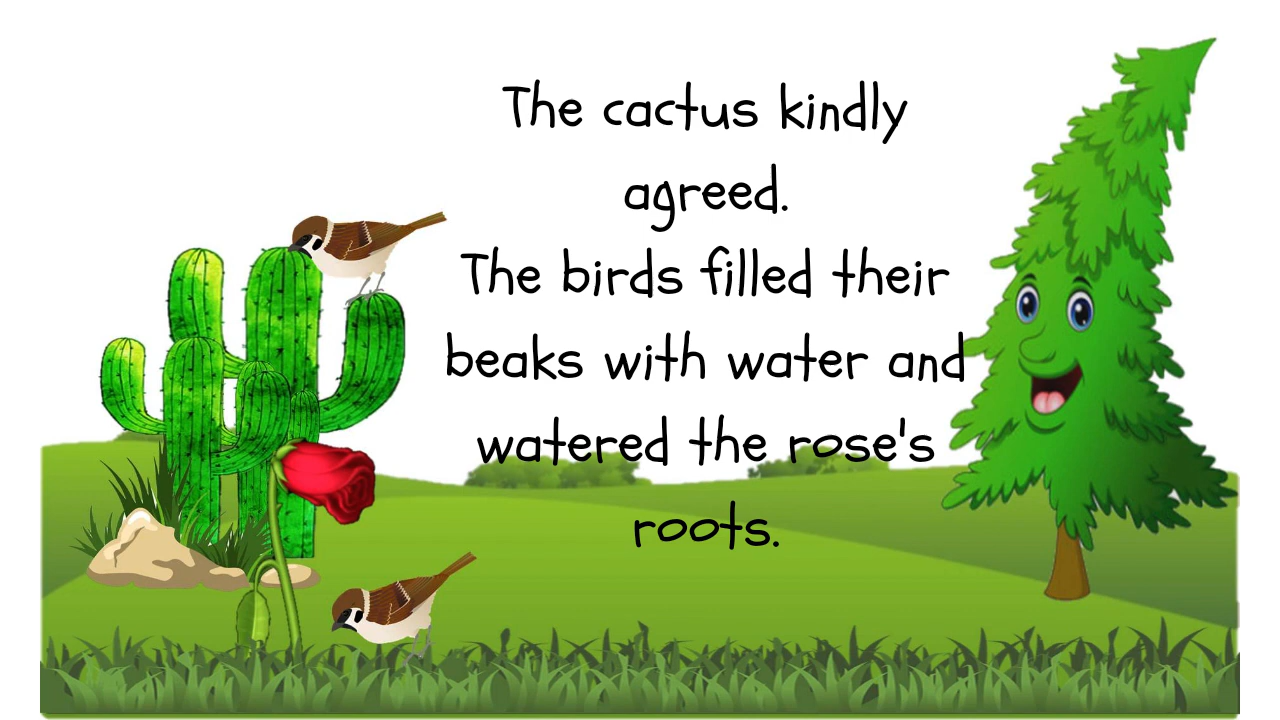 The cactus kindly
agreed.
The birds filled their
beaks with water and
watered the rose's
roots.